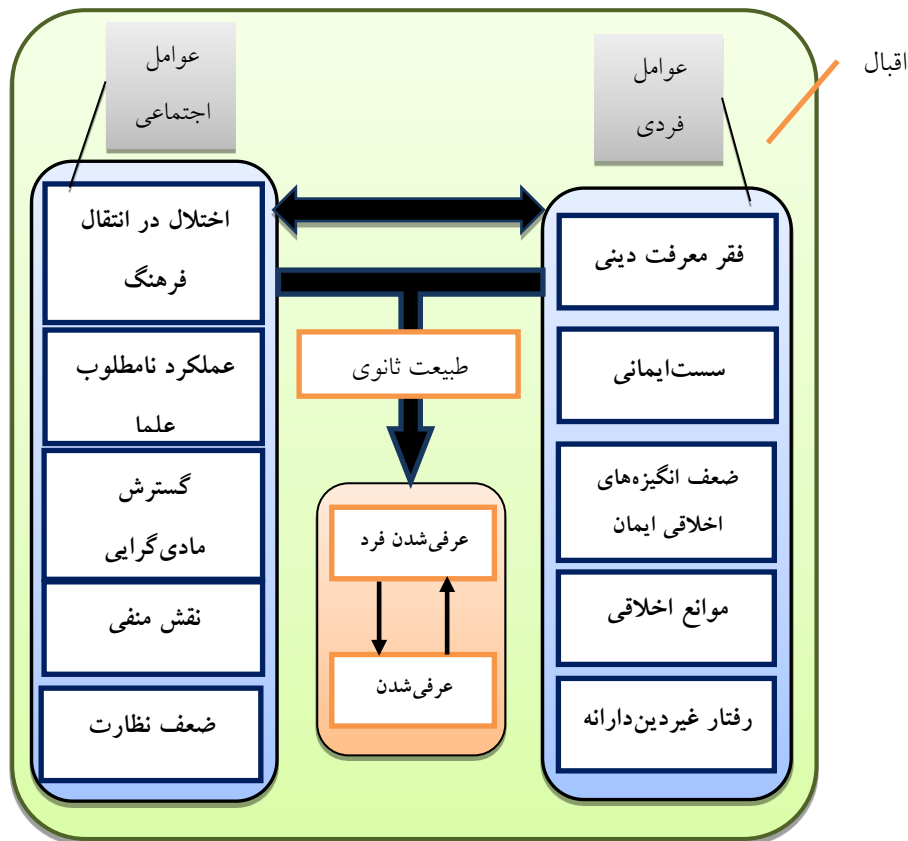 اقبال
عوامل
فردی
فقر معرفت دینی
سست‌ایمانی
ضعف انگیزه‌های
اخلاقی ایمان
موانع اخلاقی
رفتار غیردین‌دارانه
عوامل
اجتماعی
اختلال در انتقال
فرهنگ
عملکرد نامطلوب
علما
گسترش
مادی‌گرایی
نقش منفی
ضعف نظارت
طبیعت ثانوی
عرفی‌شدن فرد
عرفی‌شدن